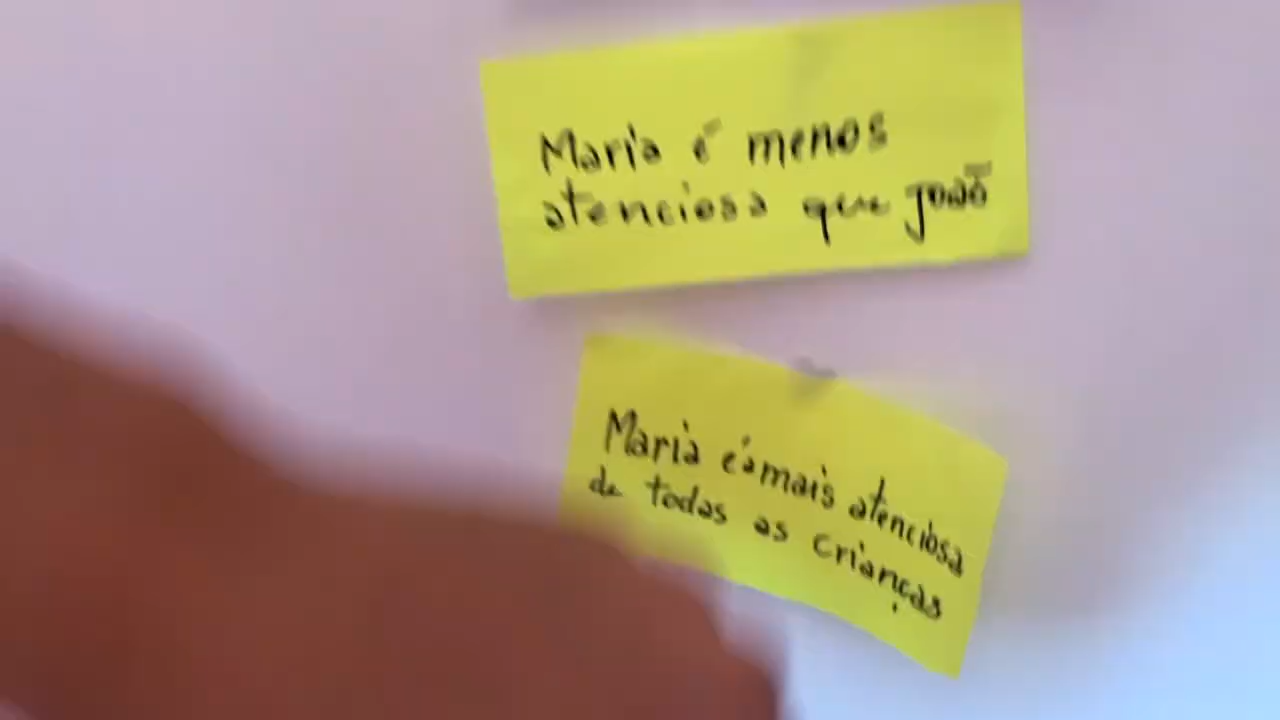 Maria é menos
atenciosa que João
Maria é a mais atenciosa
de todas as crianças